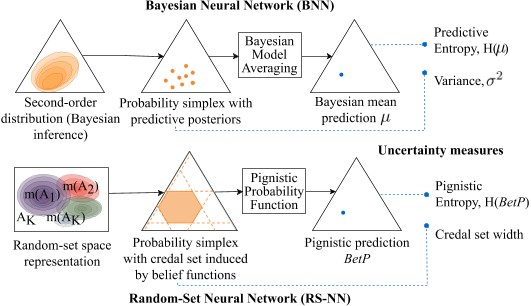 Bayesian Neural Network (BNN)
Bayesian
Model
Averaging
Predictive
Entropy, H(μ)
Variance, σ²
Second-order
distribution (Bayesian
inference)
Probability simplex with
predictive posteriors
Bayesian mean
prediction μ
Uncertainty measures
m(A₁)
m(A₂)
A_K
m(A_K)
Random-set space
representation
Pignistic
Probability
Function
Pignistic
Entropy, H(BetP)
Credal set width
Probability simplex
with credal set induced
by belief functions
Pignistic prediction
BetP
Random-Set Neural Network (RS-NN)